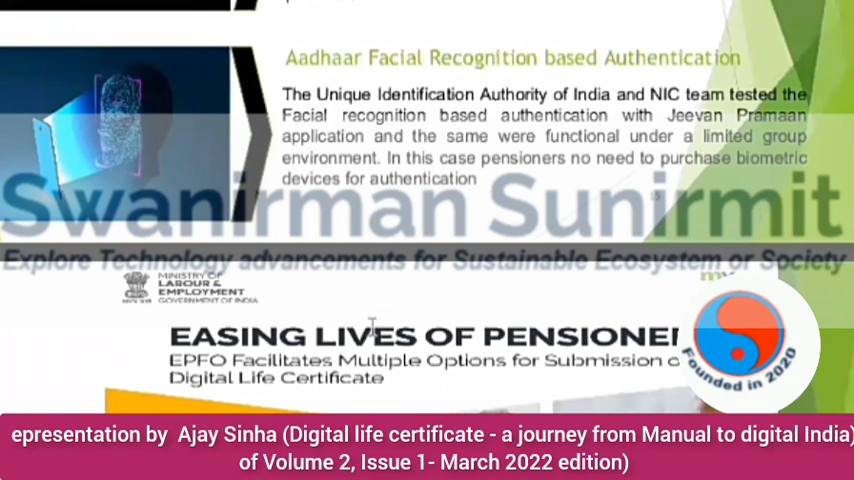 Aadhaar Facial Recognition based Authentication
The Unique Identification Authority of India and NIC team tested the
Facial recognition based authentication with Jeevan Pramaan
application and the same were functional under a limited group
environment. In this case pensioners no need to purchase biometric
devices for authentication
Swanirman Sunirmit
Explore Technology advancements for Sustainable Ecosystem or Society
MINISTRY OF
LABOUR &
EMPLOYMENT
GOVERNMENT OF INDIA
EASING LIVES OF PENSIONE
EPFO Facilitates Multiple Options for Submission
Digital Life Certificate
Founded in 2020
epresentation by Ajay Sinha (Digital life certificate - a journey from Manual to digital India)
of Volume 2, Issue 1- March 2022 edition)